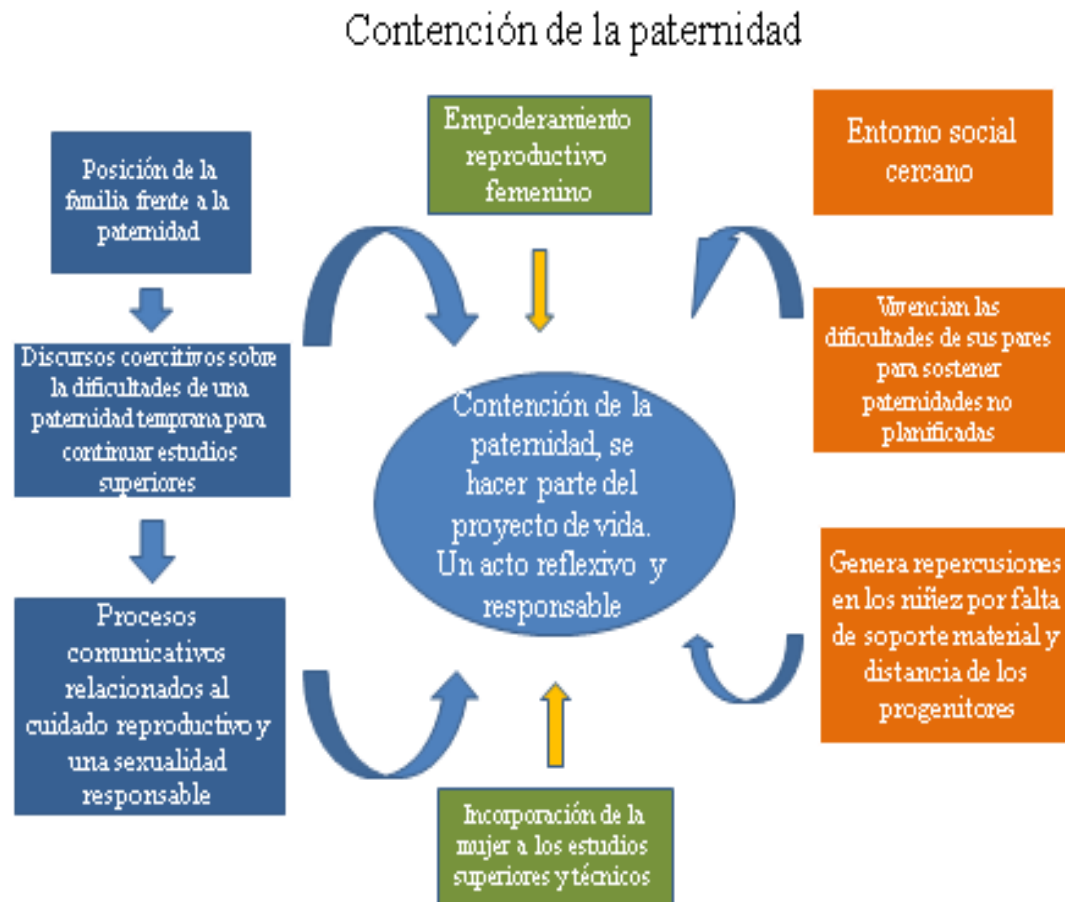 Contención de la paternidad
Posición de la
familia frente a la
paternidad
Discursos coercitivos sobre
la dificultades de una
paternidad temprana para
continuar estudios
superiores
Procesos
comunicativos
relacionados al
cuidado reproductivo y
una sexualidad
responsable
Empoderamiento
reproductivo
femenino
Contención de la
paternidad, se
hacer parte del
proyecto de vida.
Un acto reflexivo y
responsable
Incorporación de la
mujer a los estudios
superiores y técnicos
Entorno social
cercano
Vivencian las
dificultades de sus pares
para sostener
paternidades no
planificadas
Genera repercusiones
en los niñez por falta
de soporte material y
distancia de los
progenitores